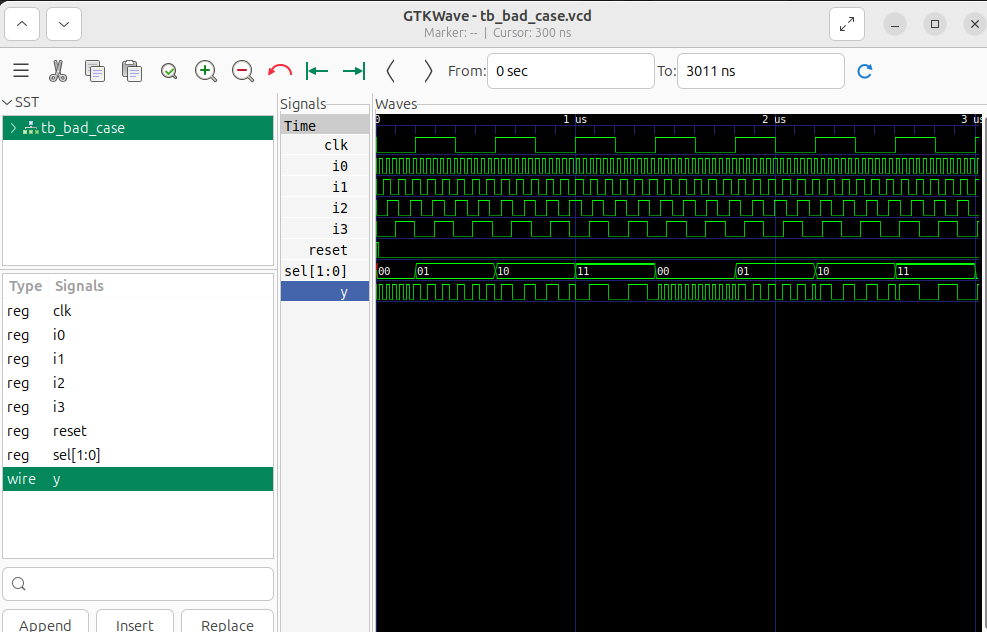 GTKWave - tb_bad_case.vcd
Marker: -- | Cursor: 300 ns
From: 0 sec To: 3011 ns
SST
tb_bad_case
Type Signals
reg clk
reg i0
reg i1
reg i2
reg i3
reg reset
reg sel[1:0]
wire y
Append Insert Replace
Signals
Time
clk
i0
i1
i2
i3
reset
sel[1:0]
y
Waves
0 1 us 2 us 3 us
00 01 10 11 00 01 10 11